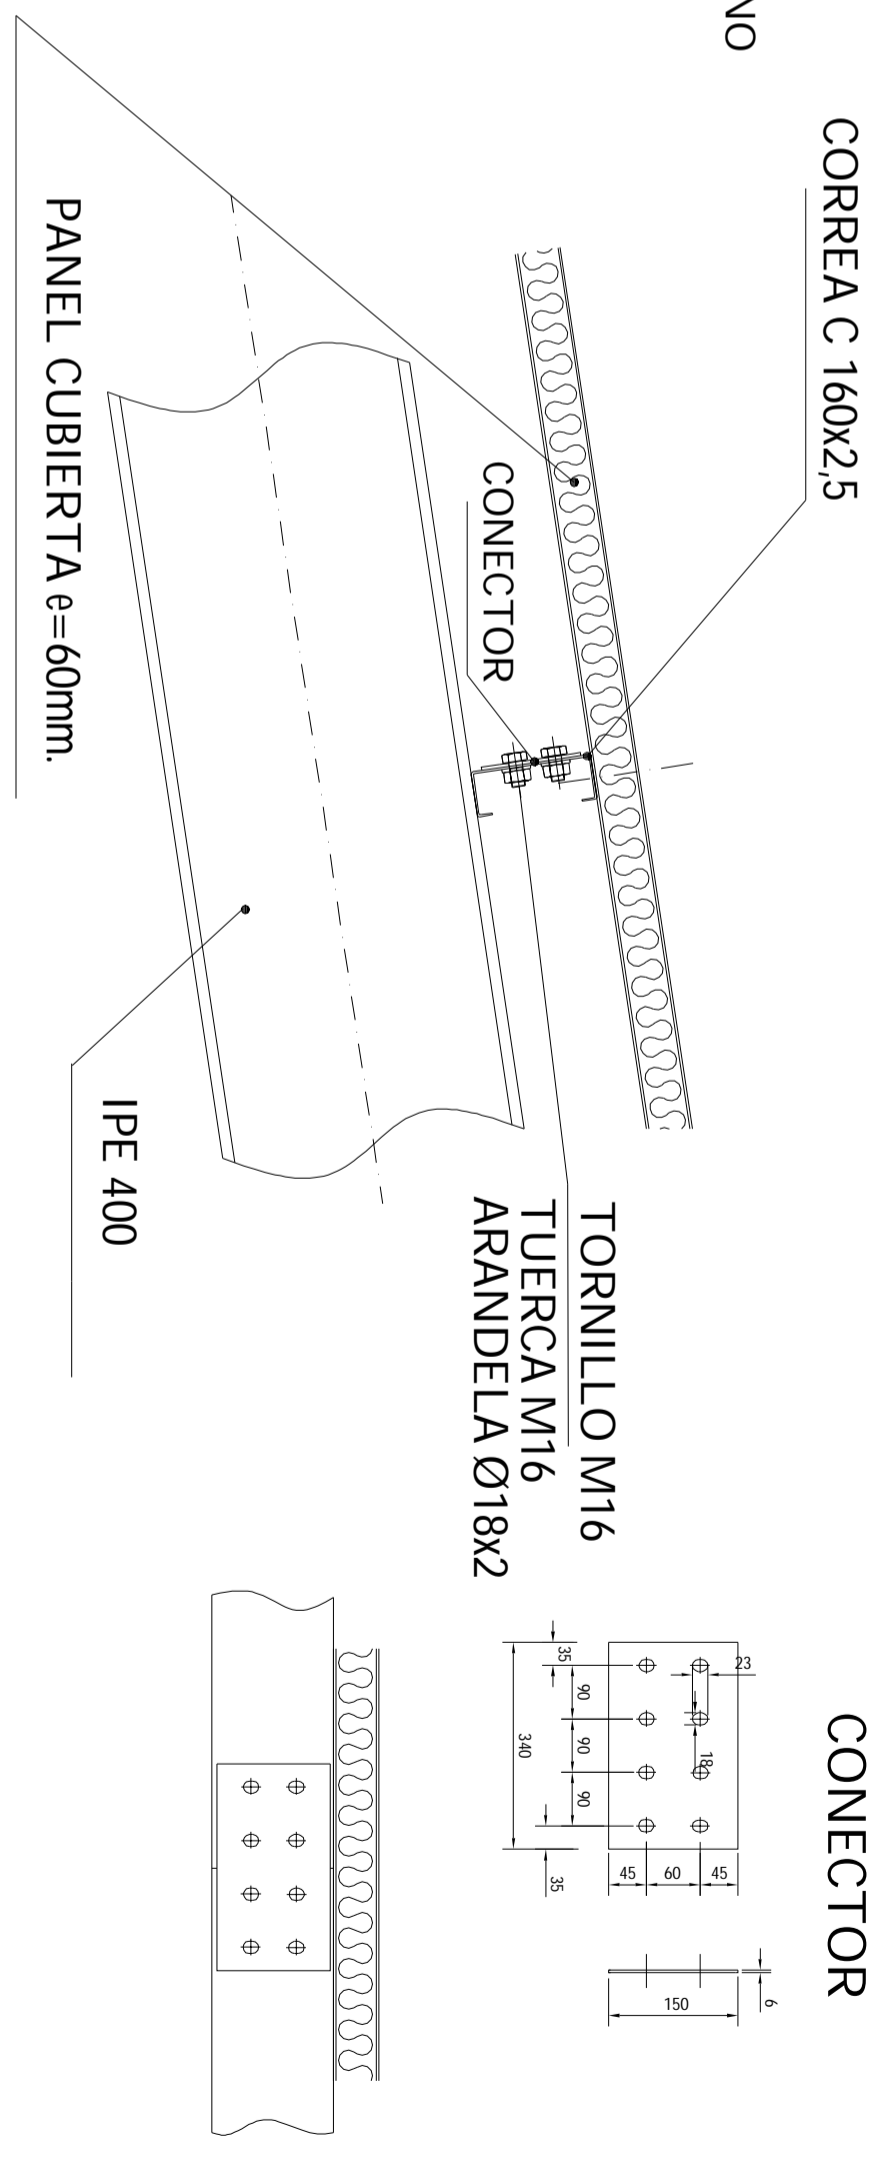 NO
CORREA C 160x2,5
CONECTOR
PANEL CUBIERTA e=60mm.
IPE 400
TORNILLO M16
TUERCA M16
ARANDELA Ø18x2
CONECTOR
23
18
35
90
90
90
35
340
45
60
45
150
6